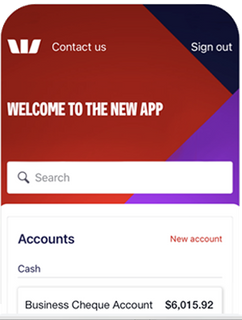 Contact us Sign out
WELCOME TO THE NEW APP
Search
Accounts New account
Cash
Business Cheque Account $6,015.92